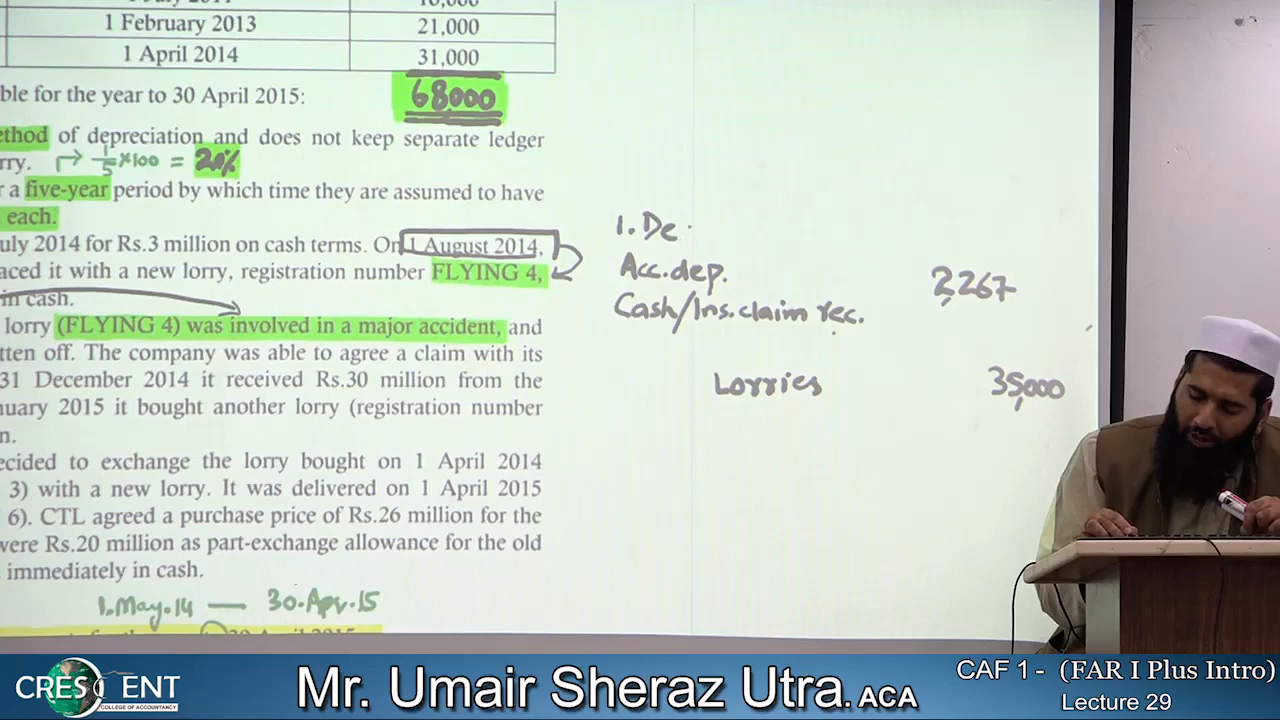 1 February 2013 21,000
1 April 2014 31,000
68,000
ble for the year to 30 April 2015:
ethod of depreciation and does not keep separate ledger
rry. 1/5 × 100 = 20%
r a five-year period by which time they are assumed to have
each.
uly 2014 for Rs.3 million on cash terms. On 1 August 2014,
aced it with a new lorry, registration number FLYING 4,
in cash.
lorry (FLYING 4) was involved in a major accident, and
tten off. The company was able to agree a claim with its
31 December 2014 it received Rs.30 million from the
nuary 2015 it bought another lorry (registration number
n.
ecided to exchange the lorry bought on 1 April 2014
3) with a new lorry. It was delivered on 1 April 2015
6). CTL agreed a purchase price of Rs.26 million for the
were Rs.20 million as part-exchange allowance for the old
immediately in cash.
1.May.14 — 30.Apr.15
1. De
Acc.dep. 2,267
Cash/Ins.claim rec.
Lorries 35,000
CRESCENT
COLLEGE OF ACCOUNTANCY
Mr. Umair Sheraz Utra. ACA
CAF 1 - (FAR I Plus Intro)
Lecture 29